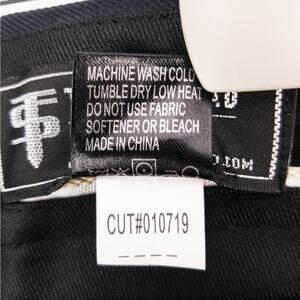 MACHINE WASH COLD
TUMBLE DRY LOW HEAT
DO NOT USE FABRIC
SOFTENER OR BLEACH
MADE IN CHINA
.COM
CUT#010719